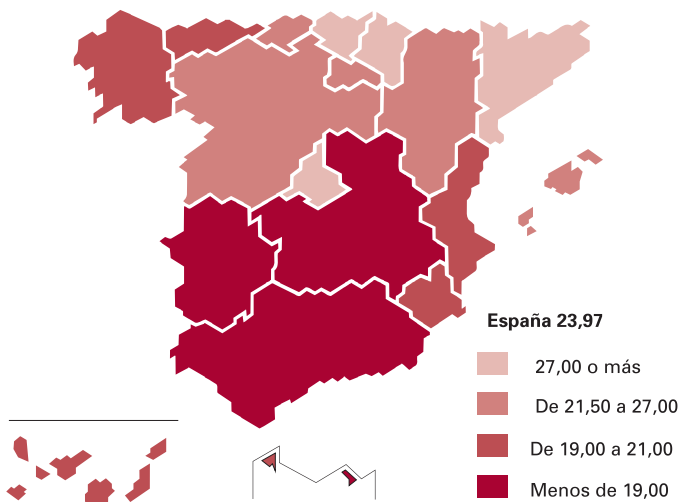 España 23,97
27,00 o más
De 21,50 a 27,00
De 19,00 a 21,00
Menos de 19,00